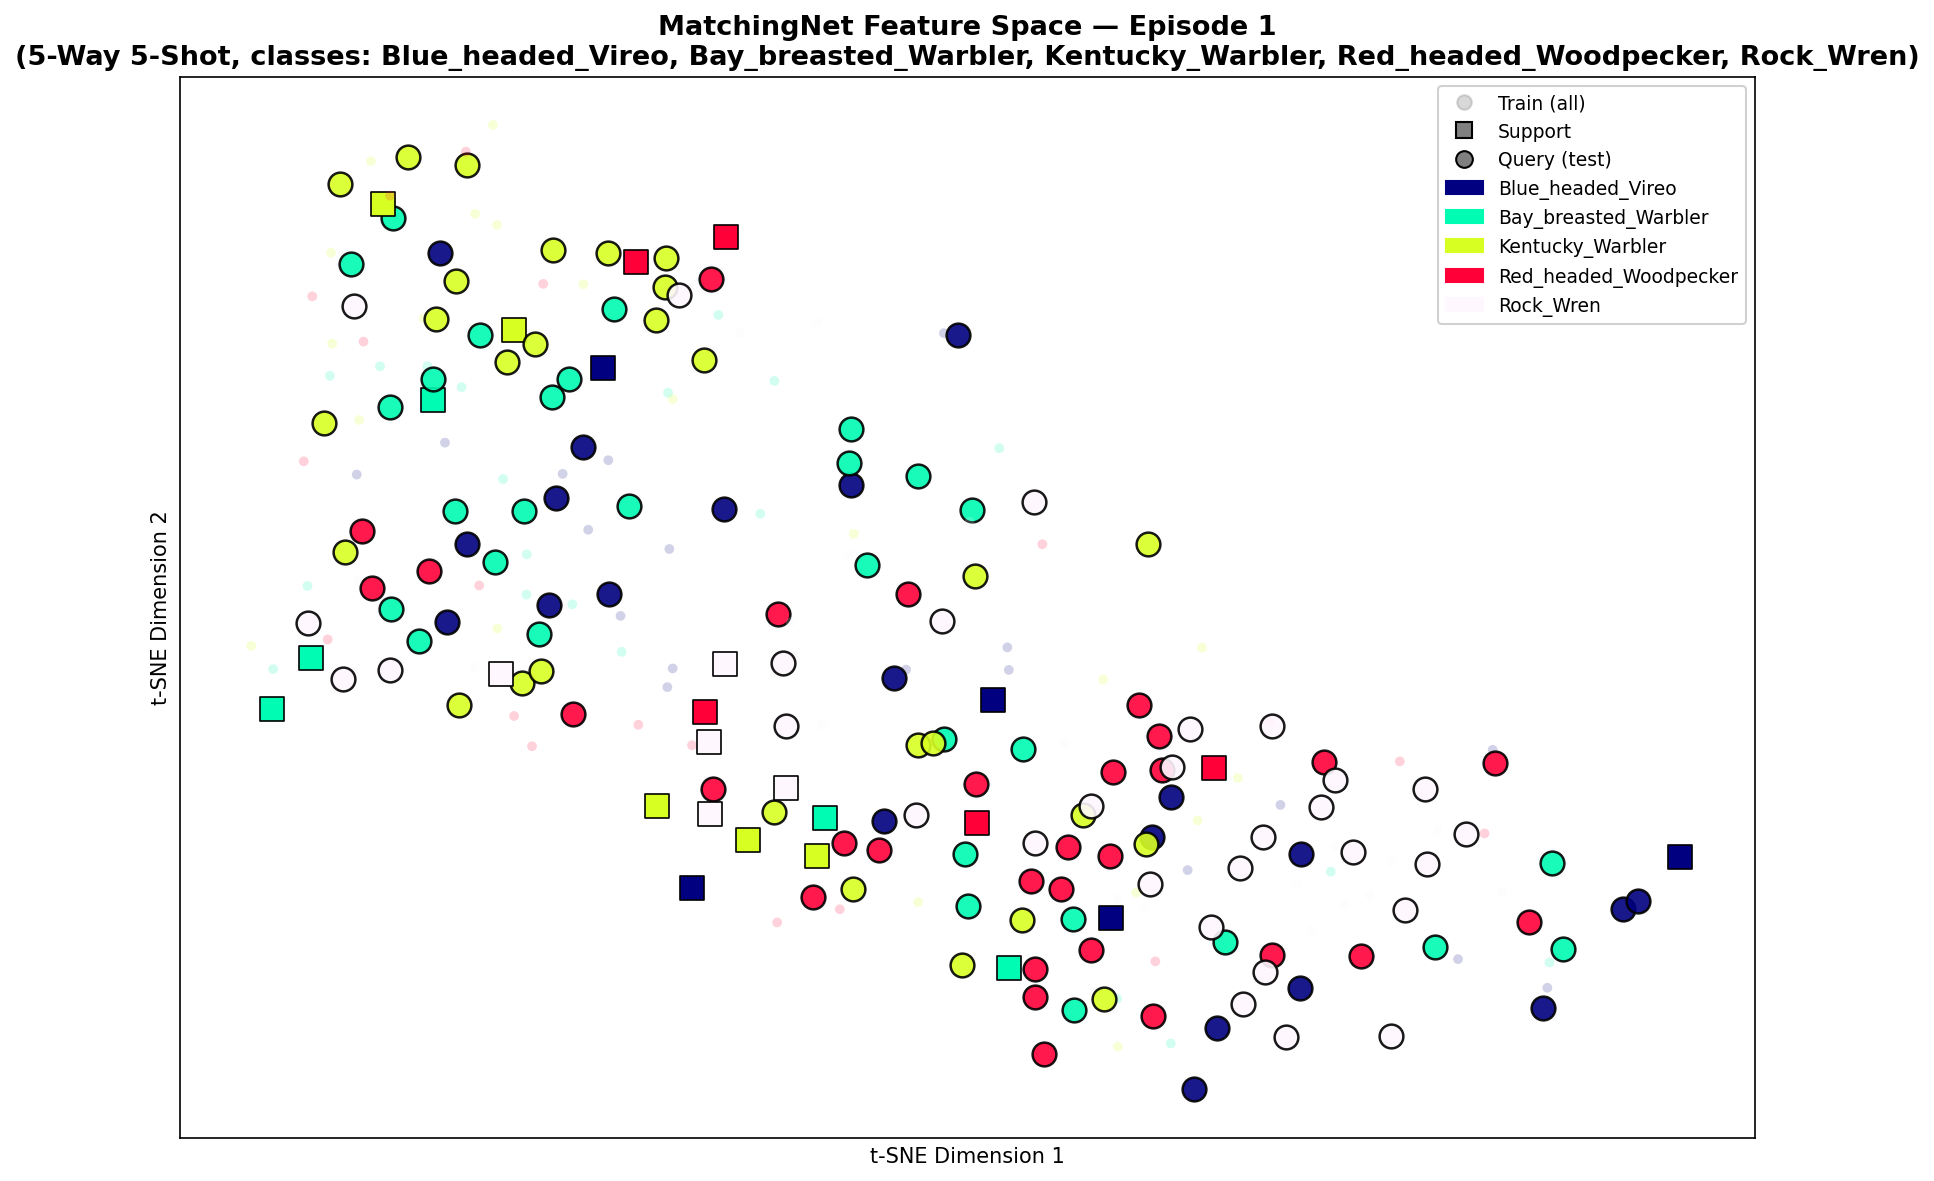 MatchingNet Feature Space — Episode 1
(5-Way 5-Shot, classes: Blue_headed_Vireo, Bay_breasted_Warbler, Kentucky_Warbler, Red_headed_Woodpecker, Rock_Wren)
Train (all)
Support
Query (test)
Blue_headed_Vireo
Bay_breasted_Warbler
Kentucky_Warbler
Red_headed_Woodpecker
Rock_Wren
t-SNE Dimension 2
t-SNE Dimension 1